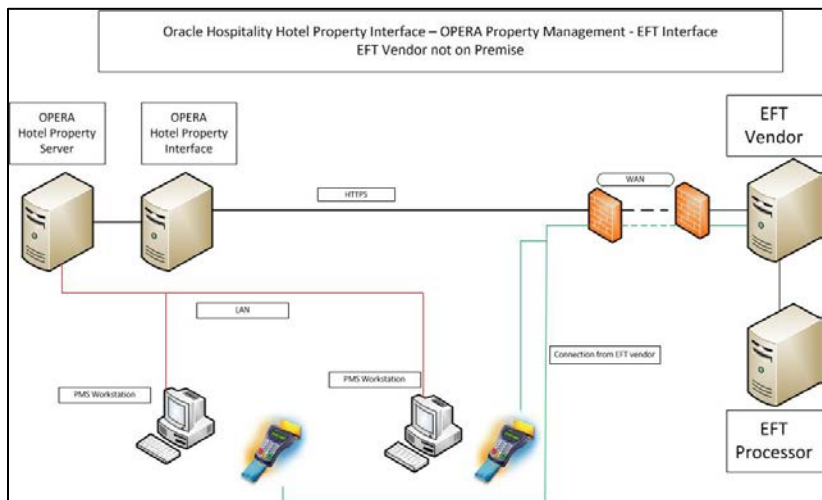 Oracle Hospitality Hotel Property Interface – OPERA Property Management - EFT Interface
EFT Vendor not on Premise
OPERA
Hotel Property
Server
OPERA
Hotel Property
Interface
EFT
Vendor
HTTPS
WAN
LAN
Connection from EFT vendor
PMS Workstation
PMS Workstation
EFT
Processor